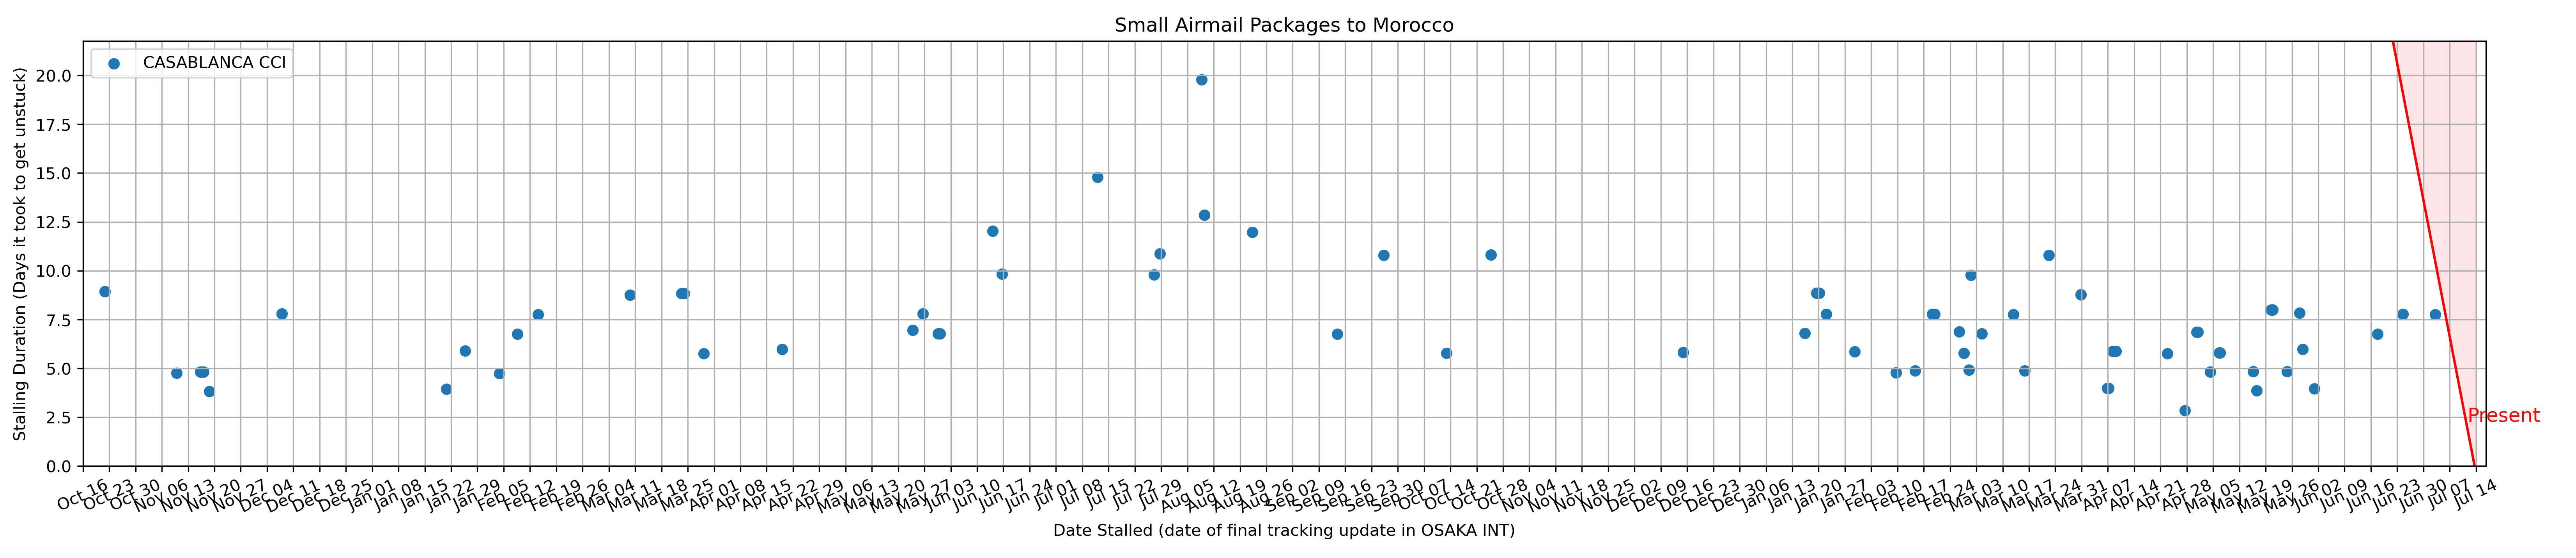 Small Airmail Packages to Morocco
CASABLANCA CCI
Stalling Duration (Days it took to get unstuck)
20.0
17.5
15.0
12.5
10.0
7.5
5.0
2.5
0.0
Present
Oct 16
Oct 23
Oct 30
Nov 06
Nov 13
Nov 20
Nov 27
Dec 04
Dec 11
Dec 18
Dec 25
Jan 01
Jan 08
Jan 15
Jan 22
Jan 29
Feb 05
Feb 12
Feb 19
Feb 26
Mar 04
Mar 11
Mar 18
Mar 25
Apr 01
Apr 08
Apr 15
Apr 22
Apr 29
May 06
May 13
May 20
May 27
Jun 03
Jun 10
Jun 17
Jun 24
Jul 01
Jul 08
Jul 15
Jul 22
Jul 29
Aug 05
Aug 12
Aug 19
Aug 26
Sep 02
Sep 09
Sep 16
Sep 23
Sep 30
Oct 07
Oct 14
Oct 21
Oct 28
Nov 04
Nov 11
Nov 18
Nov 25
Dec 02
Dec 09
Dec 16
Dec 23
Dec 30
Jan 06
Jan 13
Jan 20
Jan 27
Feb 03
Feb 10
Feb 17
Feb 24
Mar 03
Mar 10
Mar 17
Mar 24
Mar 31
Apr 07
Apr 14
Apr 21
Apr 28
May 05
May 12
May 19
May 26
Jun 02
Jun 09
Jun 16
Jun 23
Jun 30
Jul 07
Jul 14
Date Stalled (date of final tracking update in OSAKA INT)